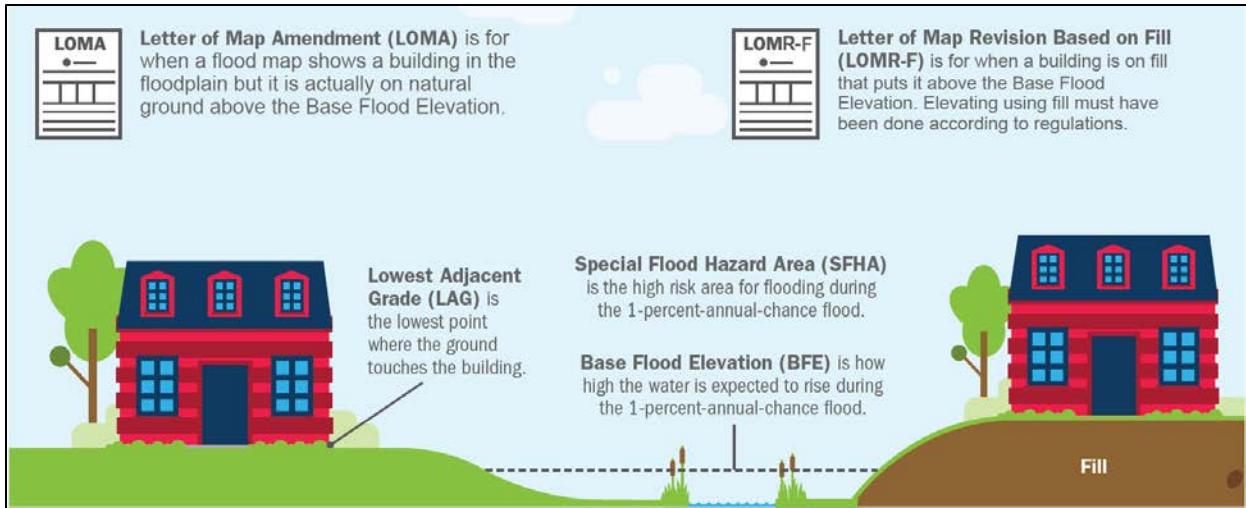 LOMA
Letter of Map Amendment (LOMA) is for
when a flood map shows a building in the
floodplain but it is actually on natural
ground above the Base Flood Elevation.
LOMR-F
Letter of Map Revision Based on Fill
(LOMR-F) is for when a building is on fill
that puts it above the Base Flood
Elevation. Elevating using fill must have
been done according to regulations.
Lowest Adjacent
Grade (LAG) is
the lowest point
where the ground
touches the building.
Special Flood Hazard Area (SFHA)
is the high risk area for flooding during
the 1-percent-annual-chance flood.
Base Flood Elevation (BFE) is how
high the water is expected to rise during
the 1-percent-annual-chance flood.
Fill